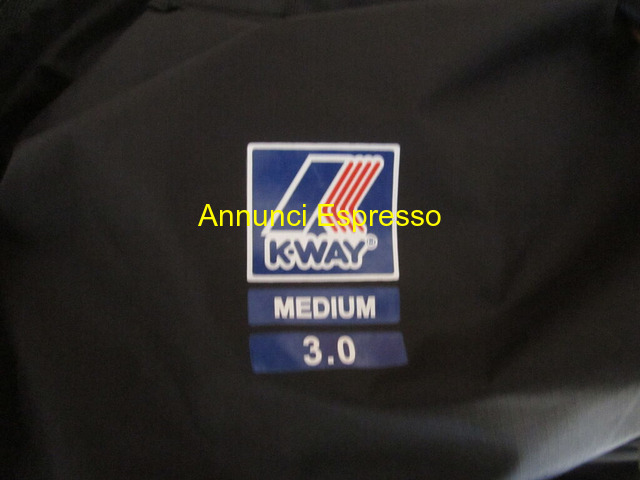 Annunci Espresso
K-WAY®
MEDIUM
3.0